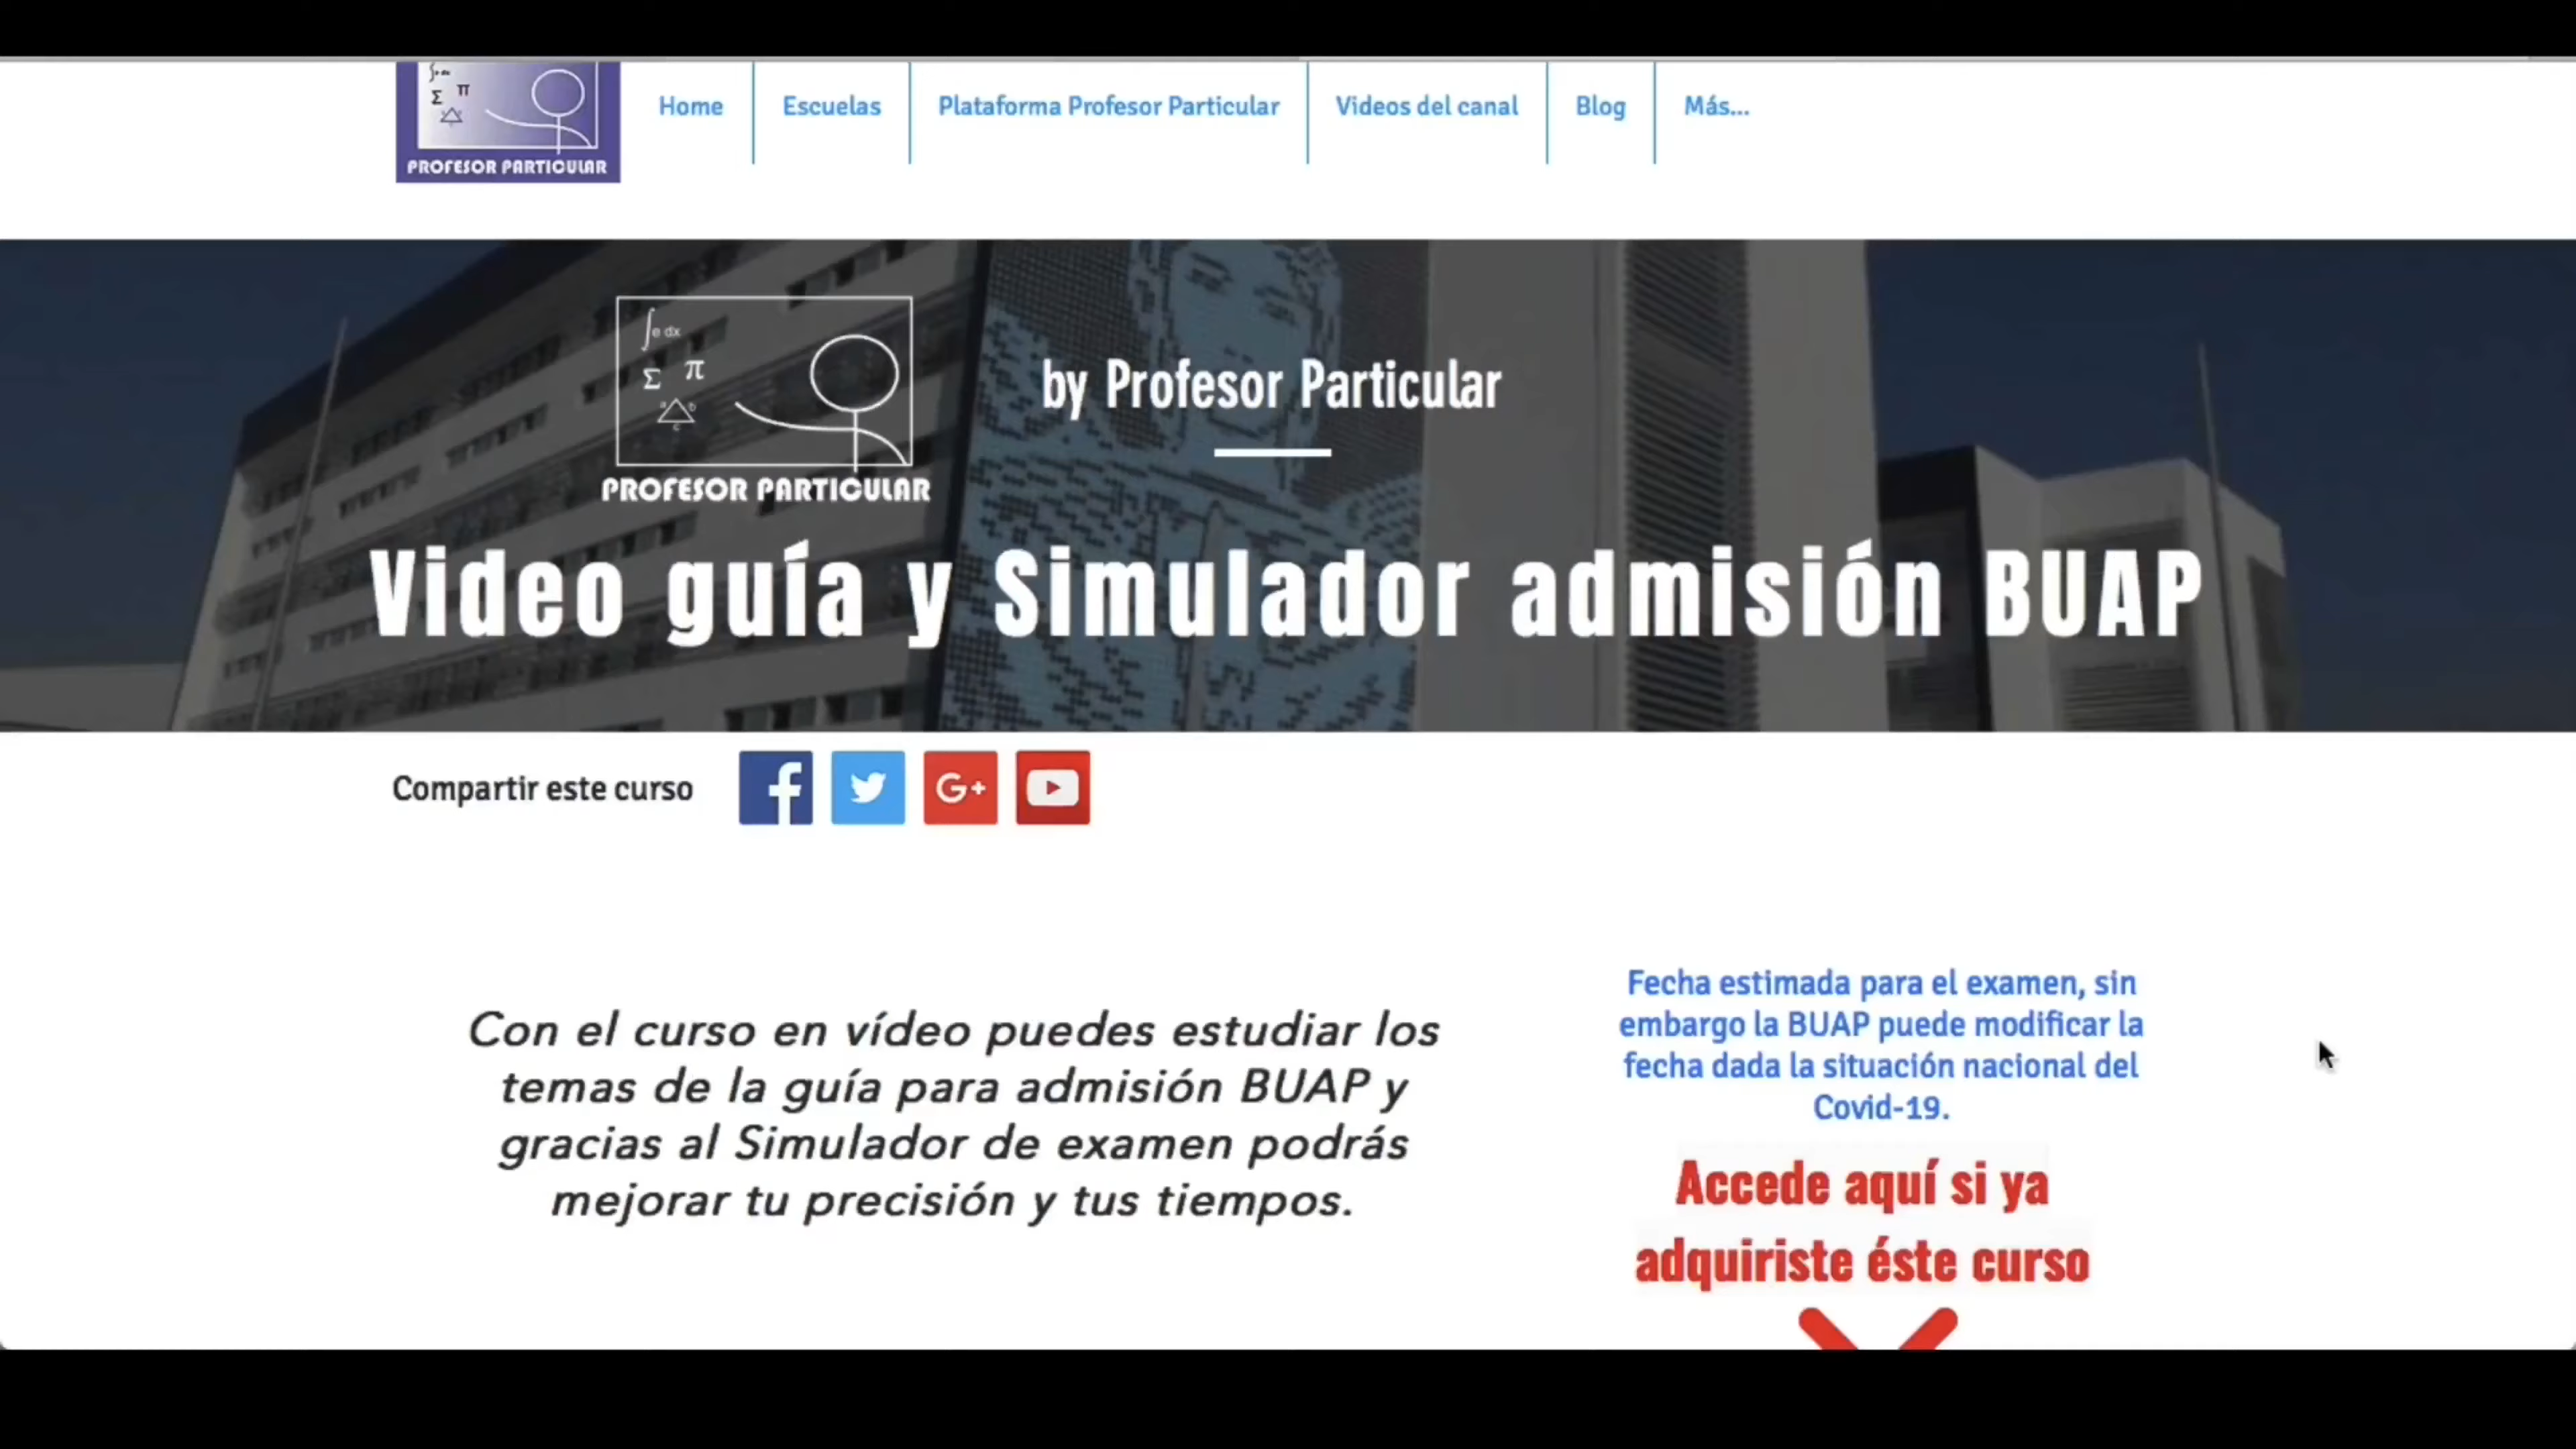 PROFESOR PARTICULAR
Home
Escuelas
Plataforma Profesor Particular
Videos del canal
Blog
Más...
∫e dx
Σ π
a b
c
PROFESOR PARTICULAR
by Profesor Particular
Video guía y Simulador admisión BUAP
Compartir este curso
G+
Con el curso en vídeo puedes estudiar los
temas de la guía para admisión BUAP y
gracias al Simulador de examen podrás
mejorar tu precisión y tus tiempos.
Fecha estimada para el examen, sin
embargo la BUAP puede modificar la
fecha dada la situación nacional del
Covid-19.
Accede aquí si ya
adquiriste éste curso